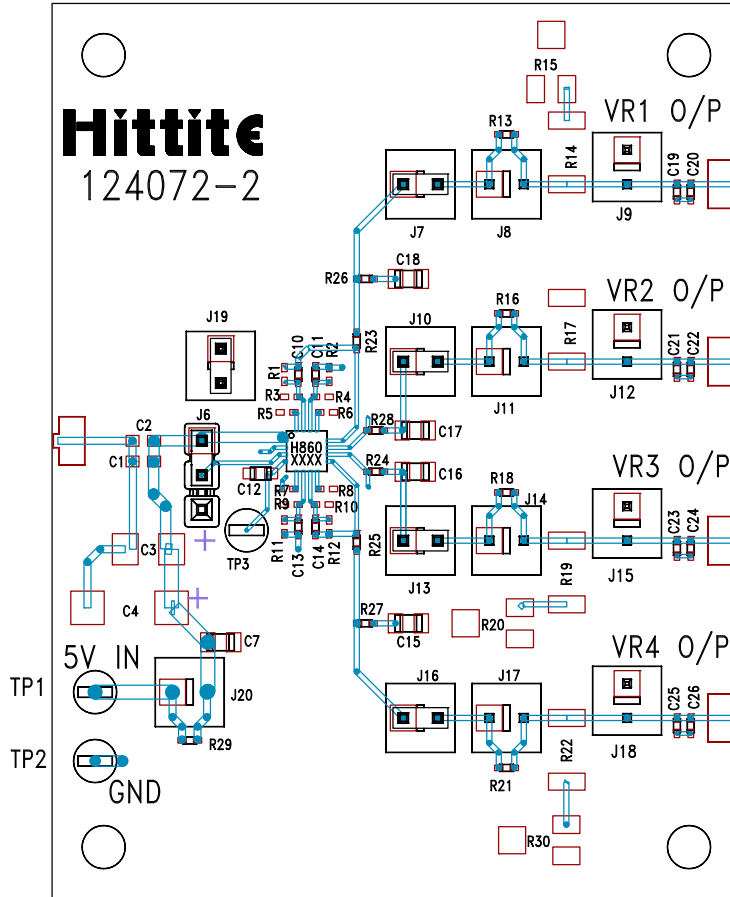 R15
VR1 O/P
Hittite
124072-2
R13
R14
C19
C20
J7
J8
J9
R26
C18
VR2 O/P
J19
J10
R16
R17
C21
C22
R23
C10
C11
R2
R1
J11
J12
R3
R4
J6
R5
R6
C2
R28
C17
H860
XXXX
C1
R24
C16
VR3 O/P
C12
R7
R8
R18
R9
R10
J14
C23
C24
C3
TP3
R11
C13
C14
R12
R25
J13
J15
R19
C4
R27
R20
C15
5V IN
C7
VR4 O/P
J16
J17
TP1
J20
C25
C26
R29
R22
J18
TP2
R21
GND
R30